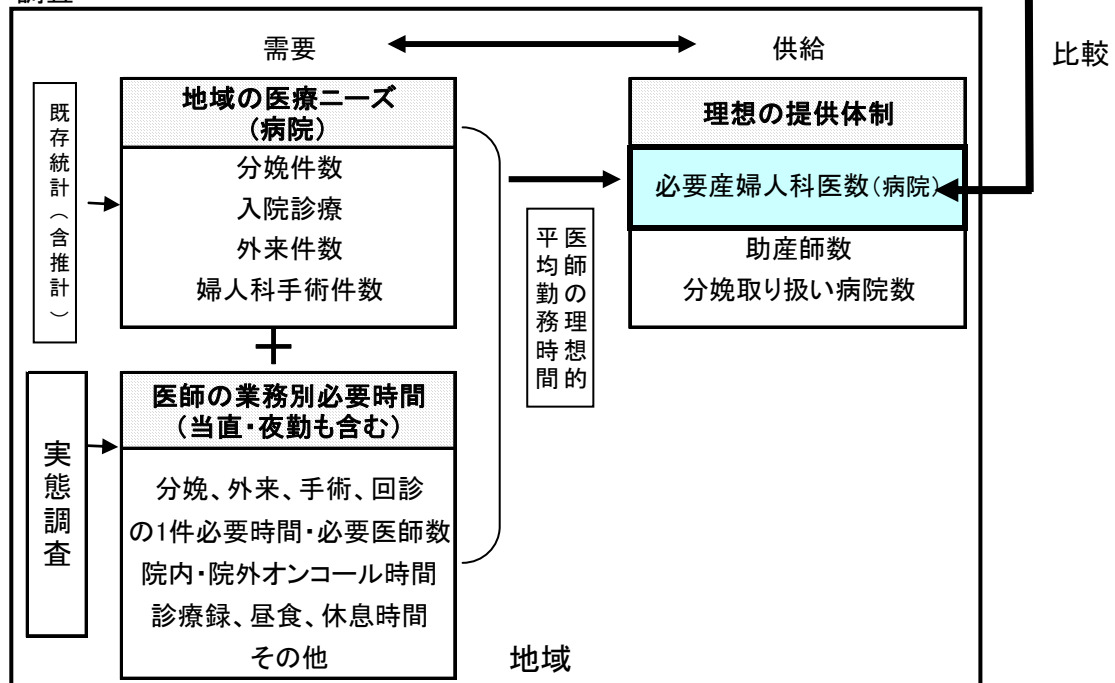 需要
供給
比較
既存統計（含推計）
地域の医療ニーズ
（病院）
分娩件数
入院診療
外来件数
婦人科手術件数
＋
実態調査
医師の業務別必要時間
（当直・夜勤も含む）
分娩、外来、手術、回診
の1件必要時間・必要医師数
院内・院外オンコール時間
診療録、昼食、休息時間
その他
医師の理想的
平均勤務時間
理想の提供体制
必要産婦人科医数（病院）
助産師数
分娩取り扱い病院数
地域